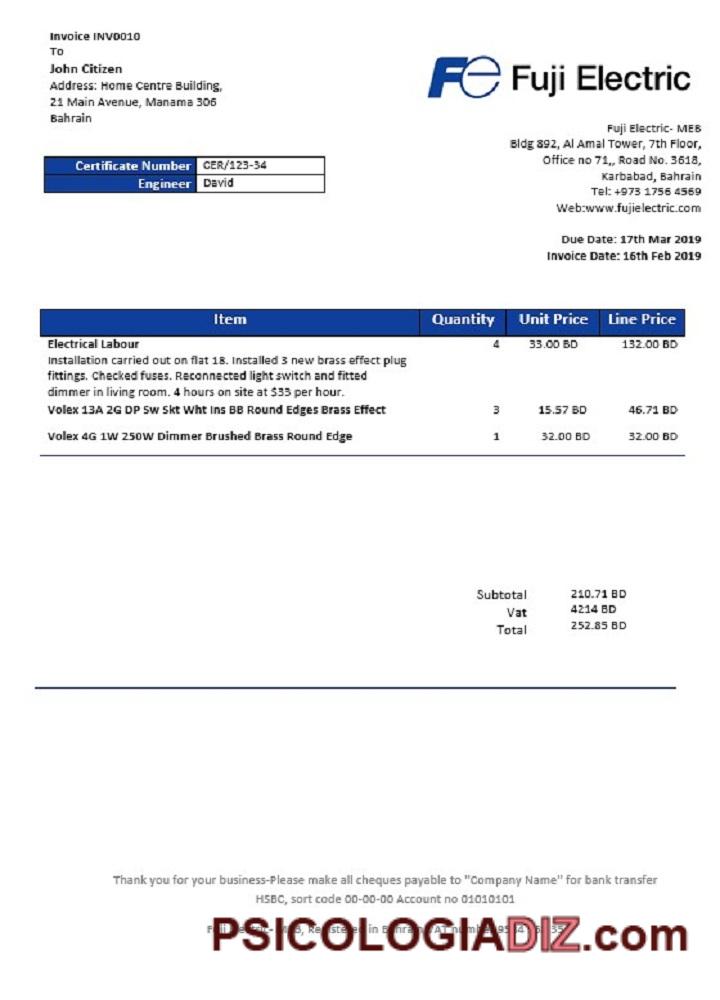 Invoice INV0010
To
John Citizen
Address: Home Centre Building,
21 Main Avenue, Manama 306
Bahrain
Fe Fuji Electric
Fuji Electric- MEB
Bldg 892, Al Amal Tower, 7th Floor,
Office no 71,, Road No. 3618,
Karbabad, Bahrain
Tel: +973 1756 4569
Web:www.fujielectric.com
Certificate Number CER/123-34
Engineer David
Due Date: 17th Mar 2019
Invoice Date: 16th Feb 2019
Item Quantity Unit Price Line Price
Electrical Labour 4 33.00 BD 132.00 BD
Installation carried out on flat 18. Installed 3 new brass effect plug
fittings. Checked fuses. Reconnected light switch and fitted
dimmer in living room. 4 hours on site at $33 per hour.
Volex 13A 2G DP Sw Skt Wht Ins BB Round Edges Brass Effect 3 15.57 BD 46.71 BD
Volex 4G 1W 250W Dimmer Brushed Brass Round Edge 1 32.00 BD 32.00 BD
Subtotal 210.71 BD
Vat 4214 BD
Total 252.85 BD
Thank you for your business-Please make all cheques payable to "Company Name" for bank transfer
HSBC, sort code 00-00-00 Account no 01010101
PSICOLOGIADIZ.com